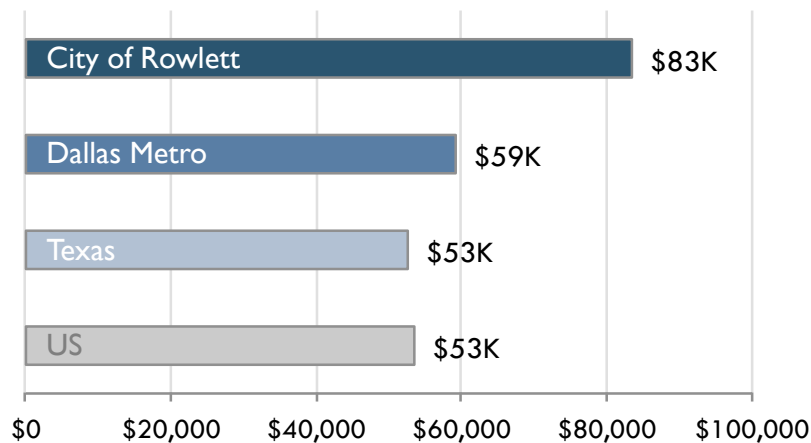 City of Rowlett $83K
Dallas Metro $59K
Texas $53K
US $53K
$0 $20,000 $40,000 $60,000 $80,000 $100,000